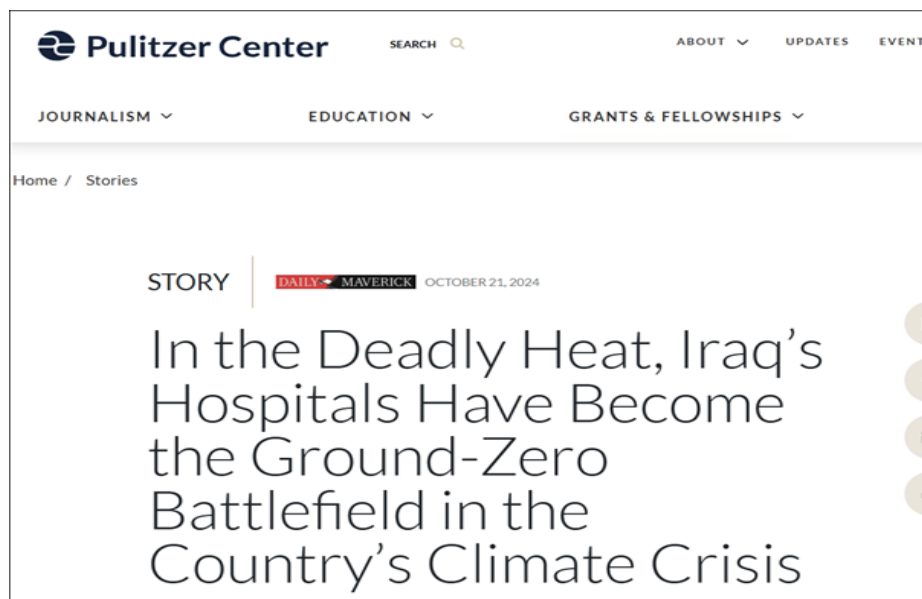 Pulitzer Center SEARCH ABOUT UPDATES EVENT
JOURNALISM EDUCATION GRANTS & FELLOWSHIPS
Home / Stories
STORY DAILY MAVERICK OCTOBER 21, 2024
In the Deadly Heat, Iraq’s
Hospitals Have Become
the Ground-Zero
Battlefield in the
Country’s Climate Crisis